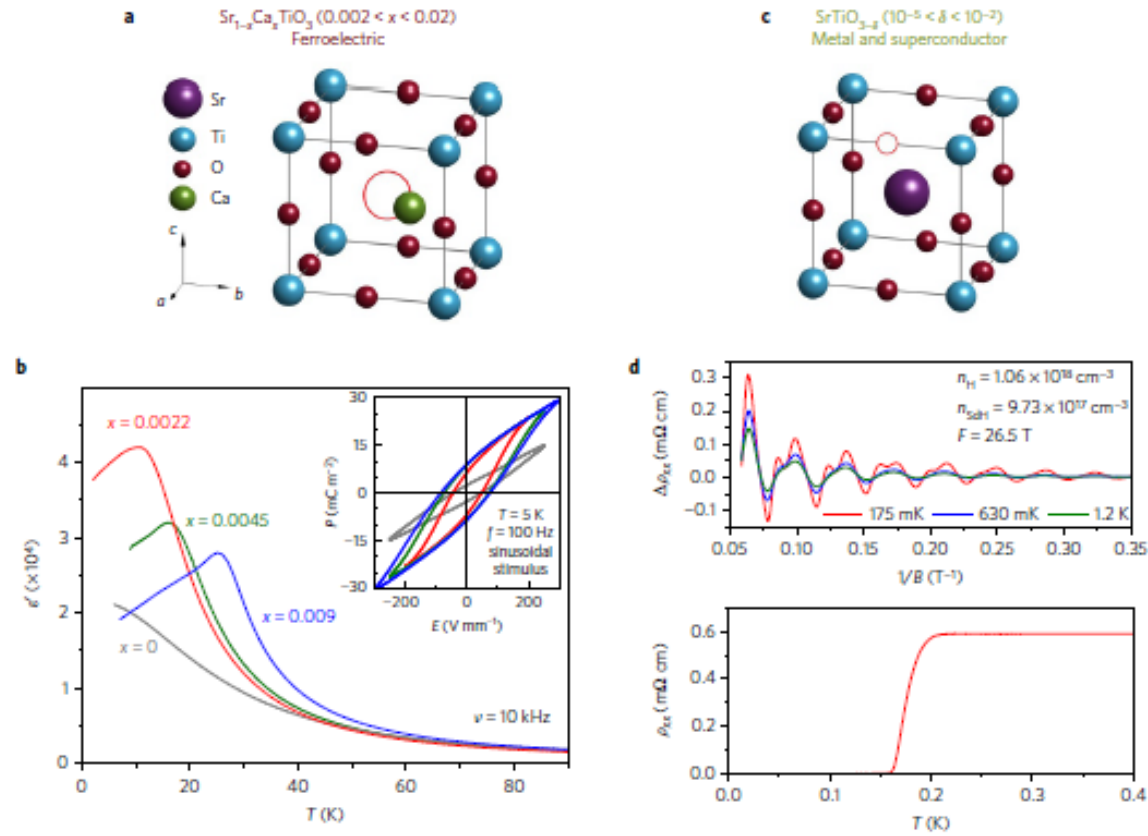 a
Sr1−xCaxTiO3 (0.002 < x < 0.02)
Ferroelectric
Sr
Ti
O
Ca
c
a
b
c
SrTiO3−δ (10−5 < δ < 10−2)
Metal and superconductor
b
ε′ (×104)
4
3
2
1
0
x = 0.0022
x = 0.0045
x = 0.009
x = 0
ν = 10 kHz
0
20
40
60
80
T (K)
P (mC m−2)
30
15
0
−15
−30
T = 5 K
f = 100 Hz
sinusoidal
stimulus
−200
0
200
E (V mm−1)
d
Δρxx (mΩ cm)
0.3
0.2
0.1
0.0
−0.1
nH = 1.06 × 1018 cm−3
nSdH = 9.73 × 1017 cm−3
F = 26.5 T
175 mK
630 mK
1.2 K
0.05
0.10
0.15
0.20
0.25
0.30
0.35
1/B (T−1)
ρxx (mΩ cm)
0.6
0.3
0.0
0.0
0.1
0.2
0.3
0.4
T (K)